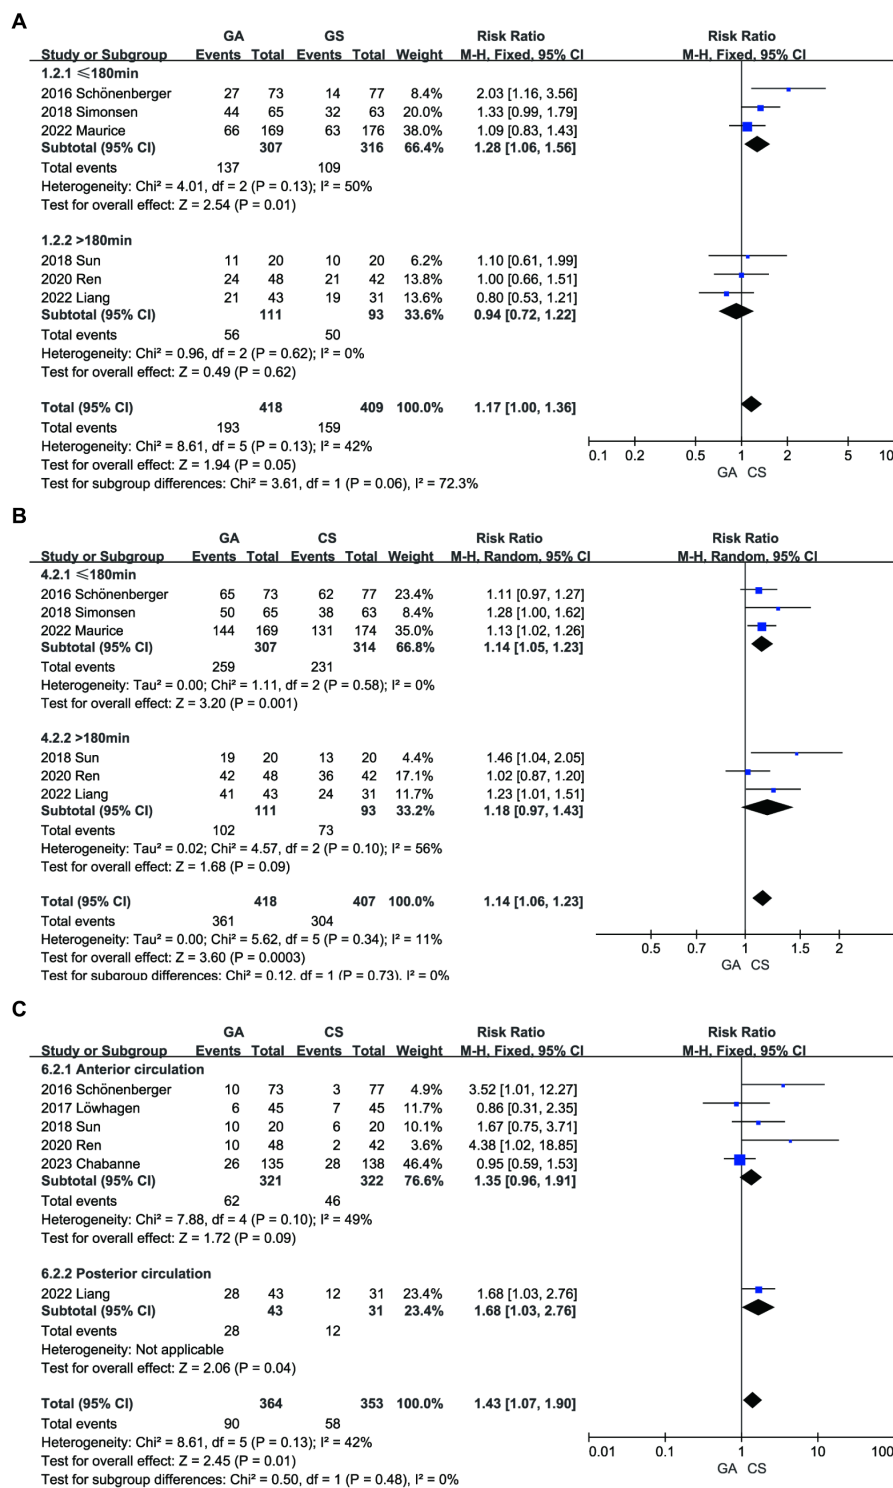 A
GA GS Risk Ratio Risk Ratio
Study or Subgroup Events Total Events Total Weight M-H, Fixed, 95% CI M-H, Fixed, 95% CI
1.2.1 ≤180min
2016 Schönenberger 27 73 14 77 8.4% 2.03 [1.16, 3.56]
2018 Simonsen 44 65 32 63 20.0% 1.33 [0.99, 1.79]
2022 Maurice 66 169 63 176 38.0% 1.09 [0.83, 1.43]
Subtotal (95% CI) 307 316 66.4% 1.28 [1.06, 1.56]
Total events 137 109
Heterogeneity: Chi² = 4.01, df = 2 (P = 0.13); I² = 50%
Test for overall effect: Z = 2.54 (P = 0.01)
1.2.2 >180min
2018 Sun 11 20 10 20 6.2% 1.10 [0.61, 1.99]
2020 Ren 24 48 21 42 13.8% 1.00 [0.66, 1.51]
2022 Liang 21 43 19 31 13.6% 0.80 [0.53, 1.21]
Subtotal (95% CI) 111 93 33.6% 0.94 [0.72, 1.22]
Total events 56 50
Heterogeneity: Chi² = 0.96, df = 2 (P = 0.62); I² = 0%
Test for overall effect: Z = 0.49 (P = 0.62)
Total (95% CI) 418 409 100.0% 1.17 [1.00, 1.36]
Total events 193 159
Heterogeneity: Chi² = 8.61, df = 5 (P = 0.13); I² = 42%
Test for overall effect: Z = 1.94 (P = 0.05)
Test for subgroup differences: Chi² = 3.61, df = 1 (P = 0.06), I² = 72.3%
0.1 0.2 0.5 1 2 5 10
GA CS
B
GA CS Risk Ratio Risk Ratio
Study or Subgroup Events Total Events Total Weight M-H, Random, 95% CI M-H, Random, 95% CI
4.2.1 ≤180min
2016 Schönenberger 65 73 62 77 23.4% 1.11 [0.97, 1.27]
2018 Simonsen 50 65 38 63 8.4% 1.28 [1.00, 1.62]
2022 Maurice 144 169 131 174 35.0% 1.13 [1.02, 1.26]
Subtotal (95% CI) 307 314 66.8% 1.14 [1.05, 1.23]
Total events 259 231
Heterogeneity: Tau² = 0.00; Chi² = 1.11, df = 2 (P = 0.58); I² = 0%
Test for overall effect: Z = 3.20 (P = 0.001)
4.2.2 >180min
2018 Sun 19 20 13 20 4.4% 1.46 [1.04, 2.05]
2020 Ren 42 48 36 42 17.1% 1.02 [0.87, 1.20]
2022 Liang 41 43 24 31 11.7% 1.23 [1.01, 1.51]
Subtotal (95% CI) 111 93 33.2% 1.18 [0.97, 1.43]
Total events 102 73
Heterogeneity: Tau² = 0.02; Chi² = 4.57, df = 2 (P = 0.10); I² = 56%
Test for overall effect: Z = 1.68 (P = 0.09)
Total (95% CI) 418 407 100.0% 1.14 [1.06, 1.23]
Total events 361 304
Heterogeneity: Tau² = 0.00; Chi² = 5.62, df = 5 (P = 0.34); I² = 11%
Test for overall effect: Z = 3.60 (P = 0.0003)
Test for subgroup differences: Chi² = 0.12, df = 1 (P = 0.73), I² = 0%
0.5 0.7 1 1.5 2
GA CS
C
GA CS Risk Ratio Risk Ratio
Study or Subgroup Events Total Events Total Weight M-H, Fixed, 95% CI M-H, Fixed, 95% CI
6.2.1 Anterior circulation
2016 Schönenberger 10 73 3 77 4.9% 3.52 [1.01, 12.27]
2017 Löwhagen 6 45 7 45 11.7% 0.86 [0.31, 2.35]
2018 Sun 10 20 6 20 10.1% 1.67 [0.75, 3.71]
2020 Ren 10 48 2 42 3.6% 4.38 [1.02, 18.85]
2023 Chabanne 26 135 28 138 46.4% 0.95 [0.59, 1.53]
Subtotal (95% CI) 321 322 76.6% 1.35 [0.96, 1.91]
Total events 62 46
Heterogeneity: Chi² = 7.88, df = 4 (P = 0.10); I² = 49%
Test for overall effect: Z = 1.72 (P = 0.09)
6.2.2 Posterior circulation
2022 Liang 28 43 12 31 23.4% 1.68 [1.03, 2.76]
Subtotal (95% CI) 43 31 23.4% 1.68 [1.03, 2.76]
Total events 28 12
Heterogeneity: Not applicable
Test for overall effect: Z = 2.06 (P = 0.04)
Total (95% CI) 364 353 100.0% 1.43 [1.07, 1.90]
Total events 90 58
Heterogeneity: Chi² = 8.61, df = 5 (P = 0.13); I² = 42%
Test for overall effect: Z = 2.45 (P = 0.01)
Test for subgroup differences: Chi² = 0.50, df = 1 (P = 0.48), I² = 0%
0.01 0.1 1 10 100
GA CS